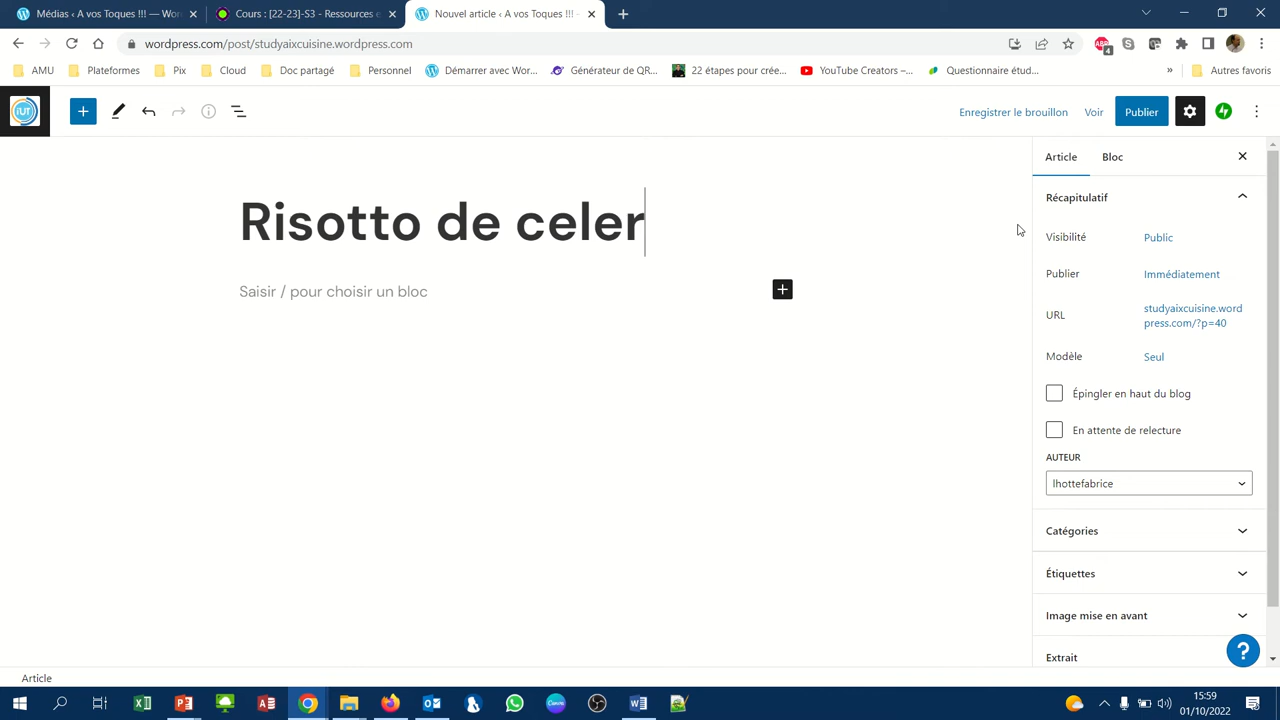 Médias ‹ A vos Toques !!! — Wor
Cours : [22-23]-S3 - Ressources e
Nouvel article ‹ A vos Toques !!! -
wordpress.com/post/studyaixcuisine.wordpress.com
4
AMU
Plateformes
Pix
Cloud
Doc partagé
Personnel
Démarrer avec Wor...
Générateur de QR...
22 étapes pour crée...
YouTube Creators –...
Questionnaire étud...
»
Autres favoris
iUT
Enregistrer le brouillon
Voir
Publier
Article
Bloc
Risotto de celer
Saisir / pour choisir un bloc
Récapitulatif
Visibilité
Public
Publier
Immédiatement
URL
studyaixcuisine.word
press.com/?p=40
Modèle
Seul
Épingler en haut du blog
En attente de relecture
AUTEUR
lhottefabrice
Catégories
Étiquettes
Image mise en avant
Extrait
?
Article
15:59
01/10/2022